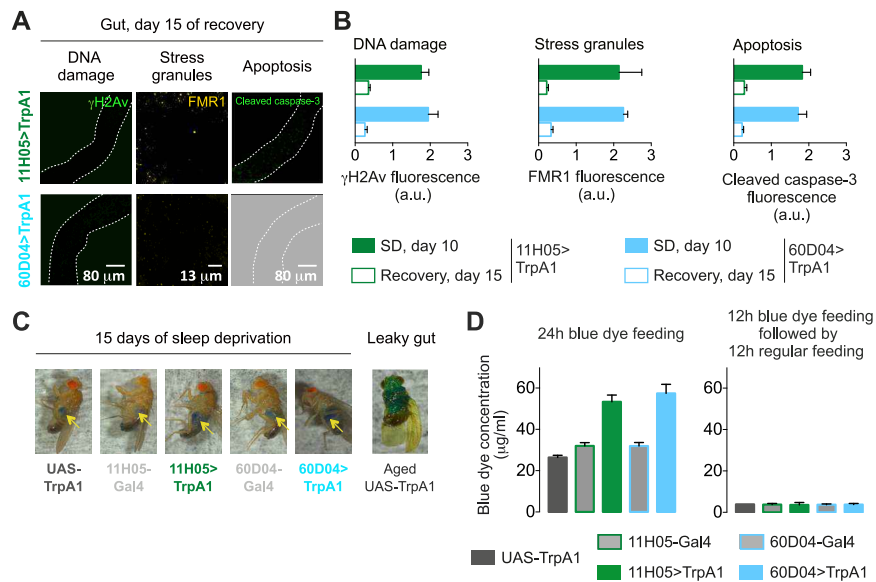 A
Gut, day 15 of recovery
DNA damage
Stress granules
Apoptosis
11H05>TrpA1
γH2Av
FMR1
Cleaved caspase-3
60D04>TrpA1
80 µm
13 µm
80 µm
B
DNA damage
0 1 2 3
γH2Av fluorescence
(a.u.)
Stress granules
0 1 2 3
FMR1 fluorescence
(a.u.)
Apoptosis
0 1 2 3
Cleaved caspase-3
fluorescence
(a.u.)
SD, day 10
Recovery, day 15
11H05>
TrpA1
SD, day 10
Recovery, day 15
60D04>
TrpA1
C
15 days of sleep deprivation
Leaky gut
UAS-
TrpA1
11H05-
Gal4
11H05>
TrpA1
60D04-
Gal4
60D04>
TrpA1
Aged
UAS-TrpA1
D
24h blue dye feeding
12h blue dye feeding
followed by
12h regular feeding
Blue dye concentration
(µg/ml)
60
40
20
0
60
40
20
0
UAS-TrpA1
11H05-Gal4
11H05>TrpA1
60D04-Gal4
60D04>TrpA1